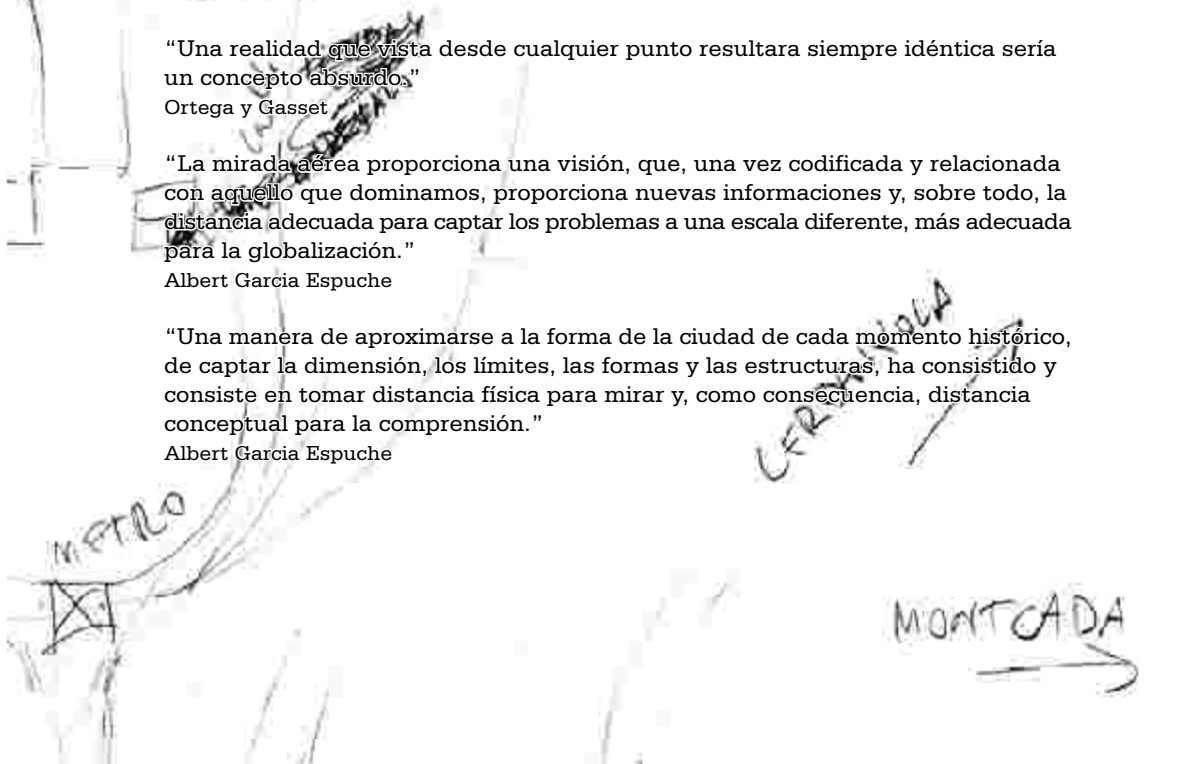 “Una realidad que vista desde cualquier punto resultara siempre idéntica sería
un concepto absurdo.”
Ortega y Gasset
“La mirada aérea proporciona una visión, que, una vez codificada y relacionada
con aquello que dominamos, proporciona nuevas informaciones y, sobre todo, la
distancia adecuada para captar los problemas a una escala diferente, más adecuada
para la globalización.”
Albert Garcia Espuche
“Una manera de aproximarse a la forma de la ciudad de cada momento histórico,
de captar la dimensión, los límites, las formas y las estructuras, ha consistido y
consiste en tomar distancia física para mirar y, como consecuencia, distancia
conceptual para la comprensión.”
Albert Garcia Espuche
CERDANYOLA
METRO
MONTCADA